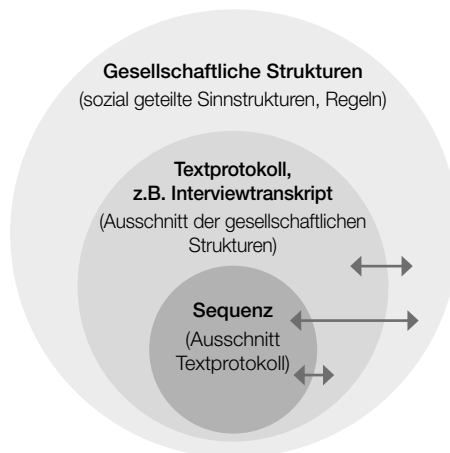 Gesellschaftliche Strukturen
(sozial geteilte Sinnstrukturen, Regeln)
Textprotokoll,
z.B. Interviewtranskript
(Ausschnitt der gesellschaftlichen
Strukturen)
Sequenz
(Ausschnitt
Textprotokoll)